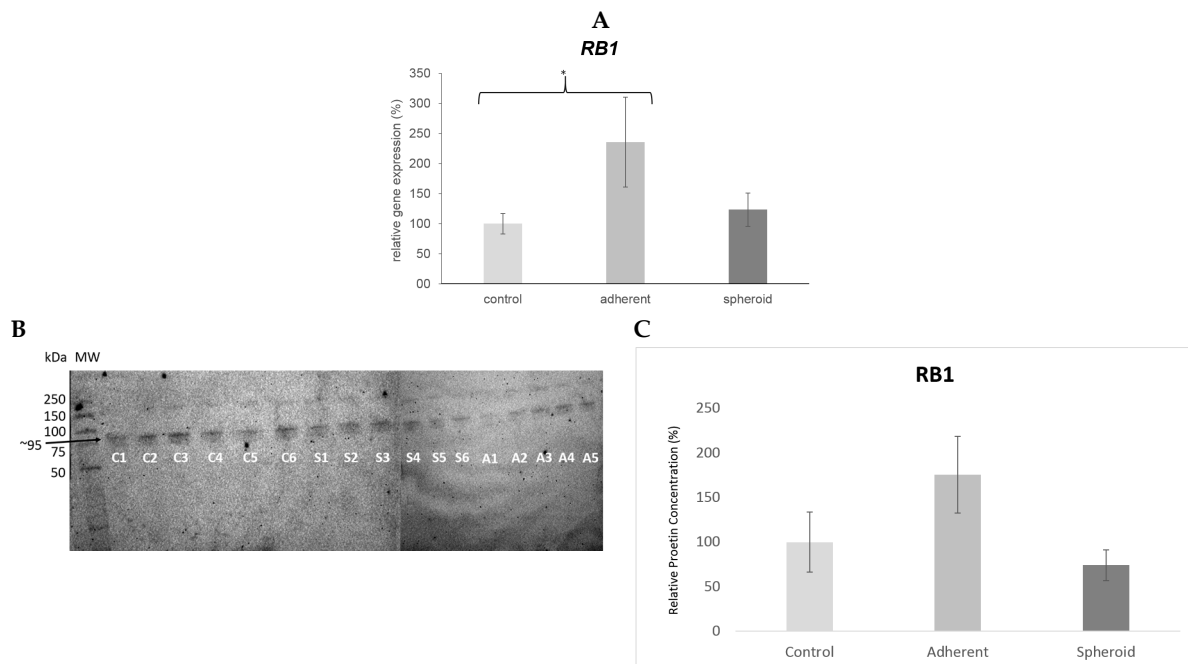 A
RB1
*
350
300
250
200
150
100
50
00
relative gene expression (%)
control adherent spheroid
B
kDa MW
250
150
100
~95
75
50
C1 C2 C3 C4 C5 C6 S1 S2 S3 S4 S5 S6 A1 A2 A3 A4 A5
C
RB1
250
200
150
100
50
0
Relative Proetin Concentration (%)
Control Adherent Spheroid